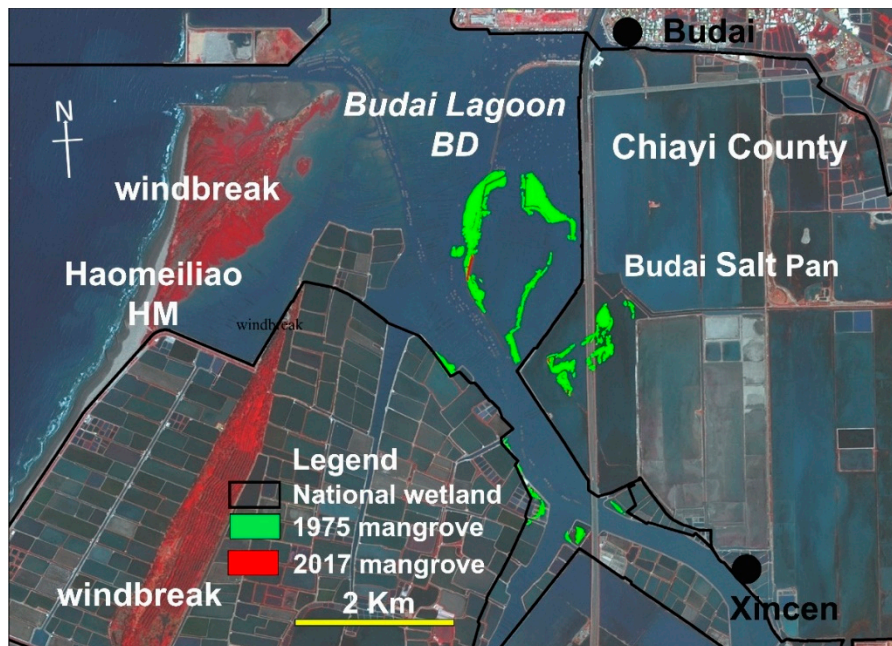 Budai
N
Budai Lagoon
BD
Chiayi County
windbreak
Budai Salt Pan
Haomeiliao
HM
windbreak
Legend
National wetland
1975 mangrove
2017 mangrove
windbreak
2 Km
Xincen